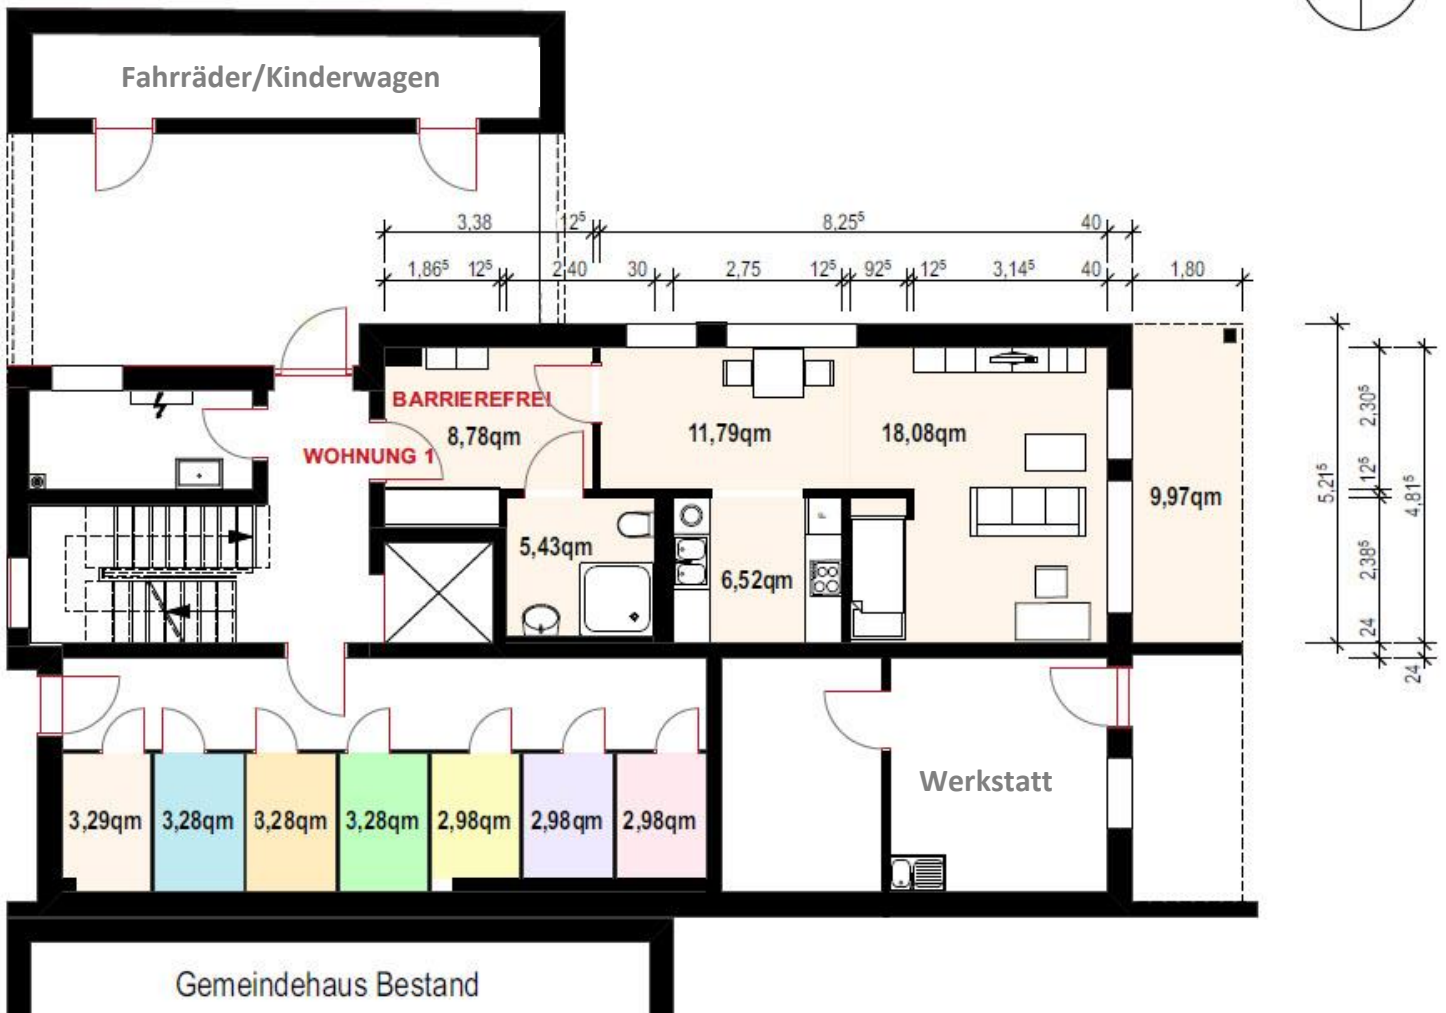 Fahrräder/Kinderwagen
3,38 12⁵ 8,25⁵ 40
1,86⁵ 12⁵ 2,40 30 2,75 12⁵ 92⁵ 12⁵ 3,14⁵ 40 1,80
BARRIEREFREI
8,78qm
11,79qm
18,08qm
WOHNUNG 1
9,97qm
5,43qm
6,52qm
F
5,21⁵
2,30⁵
12⁵
2,38⁵
24
4,81⁵
24
Werkstatt
3,29qm 3,28qm 3,28qm 3,28qm 2,98qm 2,98qm 2,98qm
Gemeindehaus Bestand